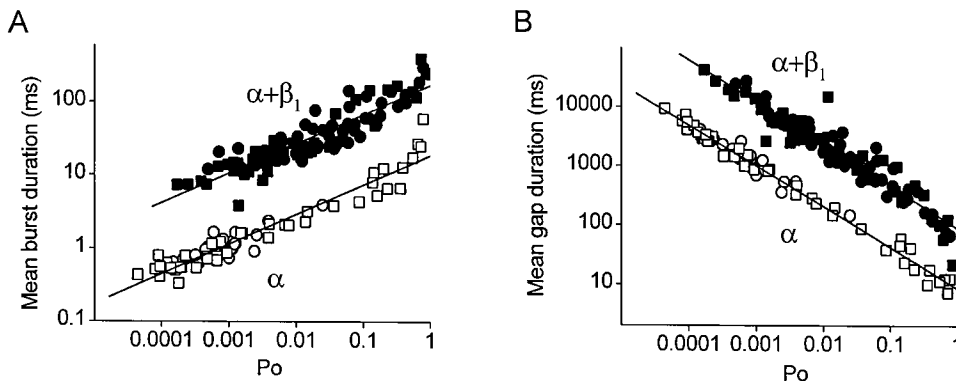 A
Mean burst duration (ms)
100
10
1
0.1
α+β1
α
0.0001 0.001 0.01 0.1 1
Po
B
Mean gap duration (ms)
10000
1000
100
10
α+β1
α
0.0001 0.001 0.01 0.1 1
Po